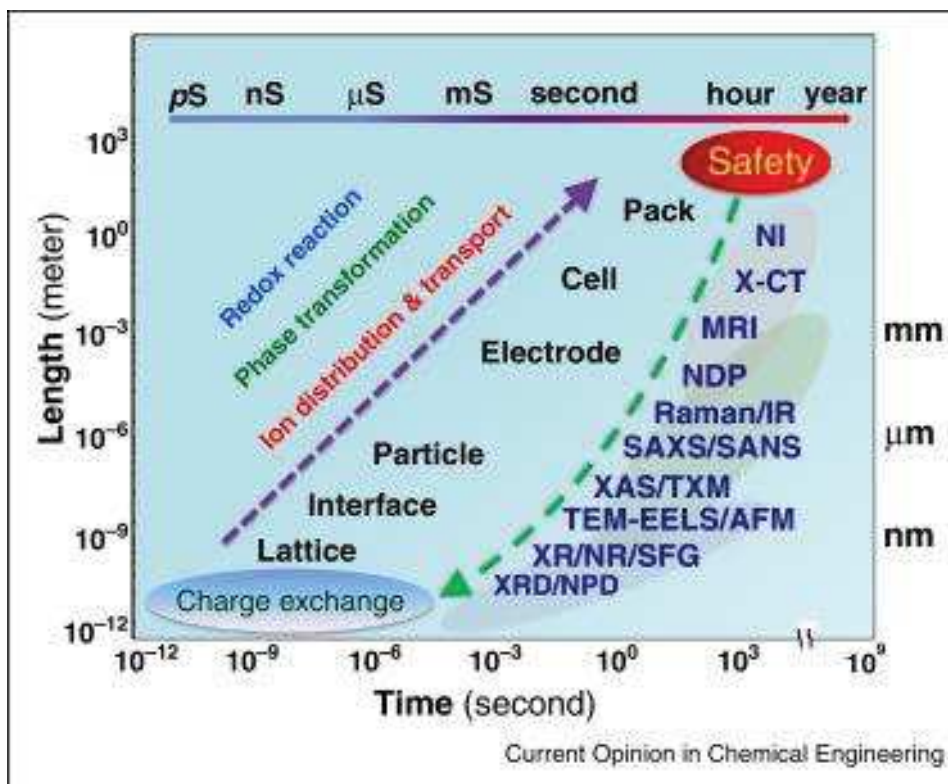 pS nS μS mS second hour year
10³
Safety
Redox reaction
Phase transformation
Ion distribution & transport
Pack
NI
10⁰
Cell
X-CT
Length (meter)
10⁻³
MRI
mm
Electrode
NDP
Raman/IR
10⁻⁶
Particle
SAXS/SANS
μm
XAS/TXM
Interface
TEM-EELS/AFM
10⁻⁹
nm
Lattice
XR/NR/SFG
XRD/NPD
Charge exchange
10⁻¹²
10⁻¹² 10⁻⁹ 10⁻⁶ 10⁻³ 10⁰ 10³ 10⁹
Time (second)
Current Opinion in Chemical Engineering